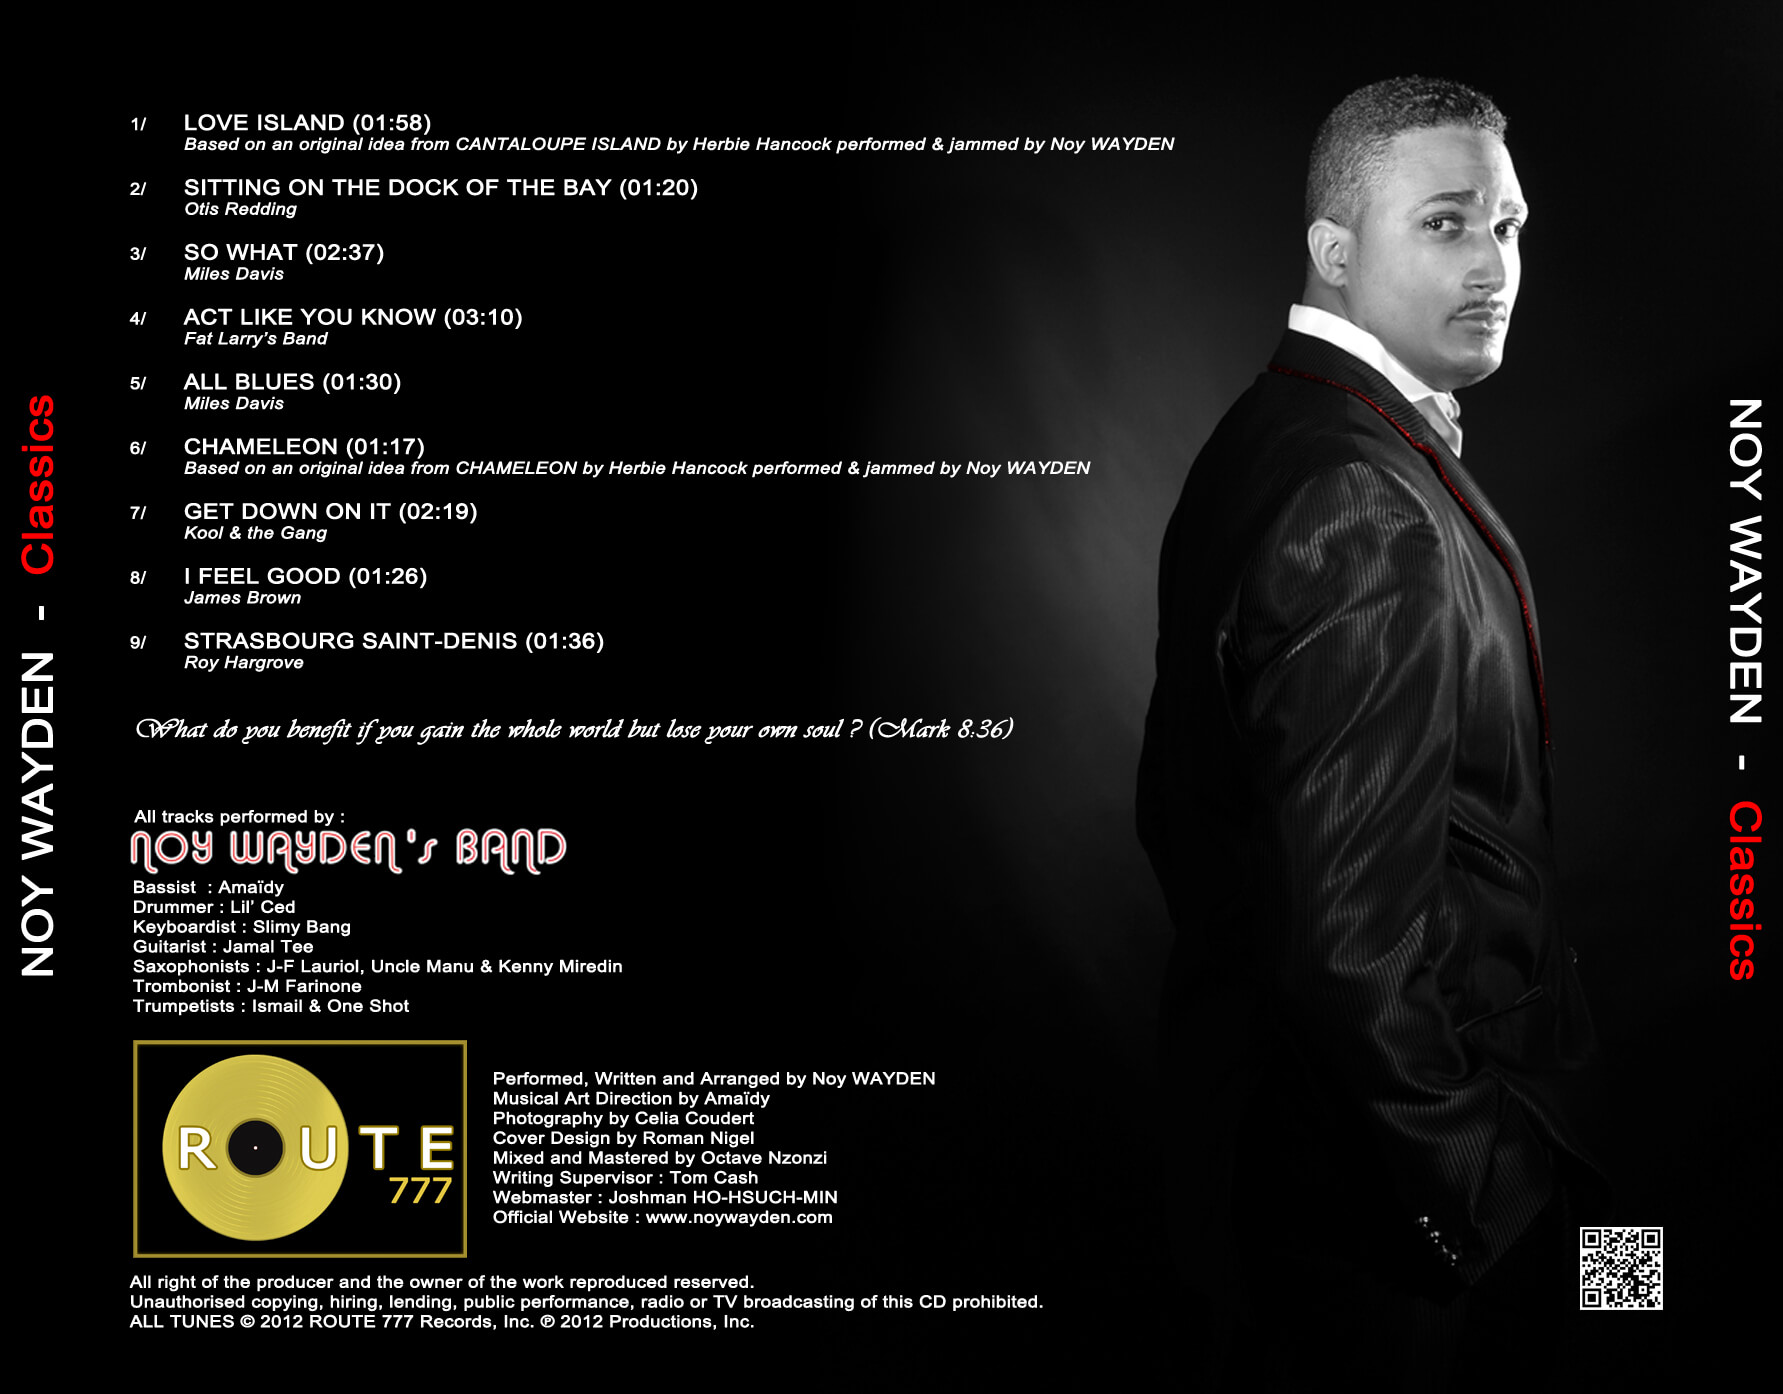 NOY WAYDEN - Classics
1/ LOVE ISLAND (01:58)
Based on an original idea from CANTALOUPE ISLAND by Herbie Hancock performed & jammed by Noy WAYDEN
2/ SITTING ON THE DOCK OF THE BAY (01:20)
Otis Redding
3/ SO WHAT (02:37)
Miles Davis
4/ ACT LIKE YOU KNOW (03:10)
Fat Larry's Band
5/ ALL BLUES (01:30)
Miles Davis
6/ CHAMELEON (01:17)
Based on an original idea from CHAMELEON by Herbie Hancock performed & jammed by Noy WAYDEN
7/ GET DOWN ON IT (02:19)
Kool & the Gang
8/ I FEEL GOOD (01:26)
James Brown
9/ STRASBOURG SAINT-DENIS (01:36)
Roy Hargrove
What do you benefit if you gain the whole world but lose your own soul ? (Mark 8:36)
All tracks performed by :
NOY WAYDEN's BAND
Bassist : Amaïdy
Drummer : Lil' Ced
Keyboardist : Slimy Bang
Guitarist : Jamal Tee
Saxophonists : J-F Lauriol, Uncle Manu & Kenny Miredin
Trombonist : J-M Farinone
Trumpetists : Ismail & One Shot
ROUTE
777
Performed, Written and Arranged by Noy WAYDEN
Musical Art Direction by Amaïdy
Photography by Celia Coudert
Cover Design by Roman Nigel
Mixed and Mastered by Octave Nzonzi
Writing Supervisor : Tom Cash
Webmaster : Joshman HO-HSUCH-MIN
Official Website : www.noywayden.com
All right of the producer and the owner of the work reproduced reserved.
Unauthorised copying, hiring, lending, public performance, radio or TV broadcasting of this CD prohibited.
ALL TUNES © 2012 ROUTE 777 Records, Inc. ℗ 2012 Productions, Inc.
NOY WAYDEN - Classics